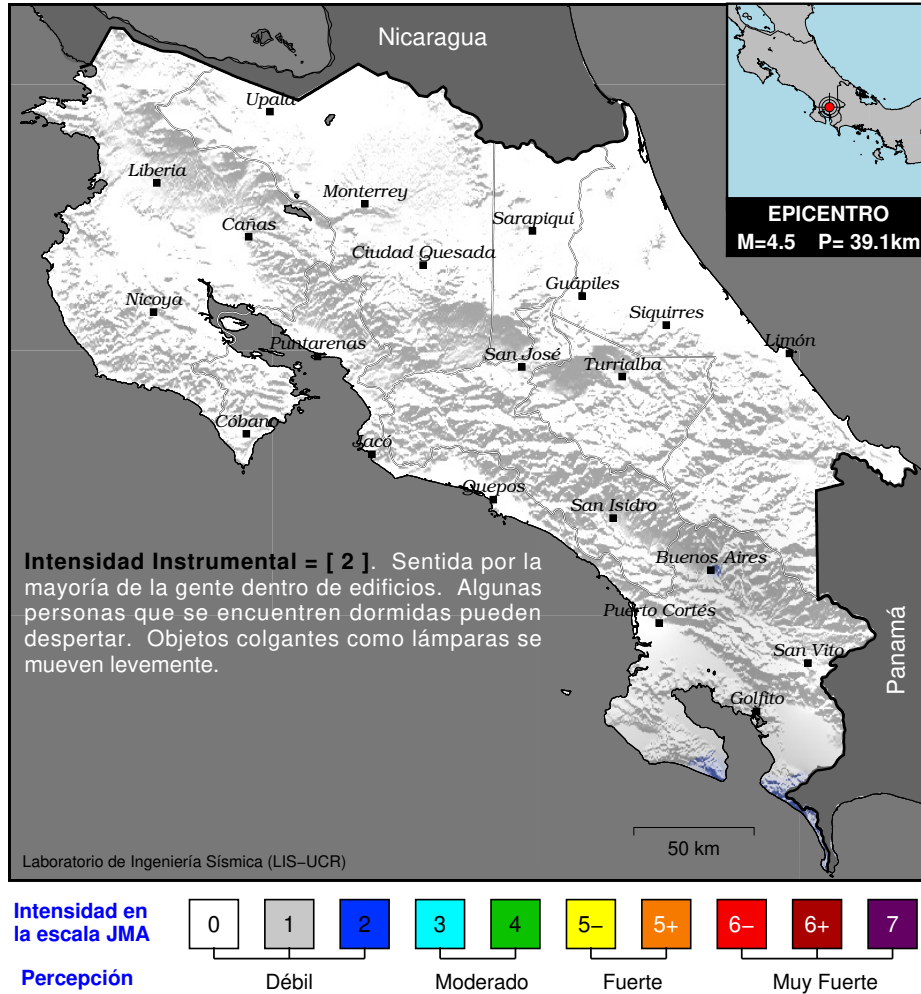 Nicaragua
Upala
Liberia
Monterrey
Cañas
Sarapiquí
EPICENTRO
M=4.5 P= 39.1km
Ciudad Quesada
Guápiles
Nicoya
Siquirres
Puntarenas
San José
Limón
Turrialba
Cóbano
Jacó
Quepos
San Isidro
Intensidad Instrumental = [ 2 ]. Sentida por la
mayoría de la gente dentro de edificios. Algunas
personas que se encuentren dormidas pueden
despertar. Objetos colgantes como lámparas se
mueven levemente.
Buenos Aires
Puerto Cortés
San Vito
Panamá
Golfito
50 km
Laboratorio de Ingeniería Sísmica (LIS−UCR)
Intensidad en
la escala JMA
0 1 2 3 4 5− 5+ 6− 6+ 7
Percepción
Débil Moderado Fuerte Muy Fuerte